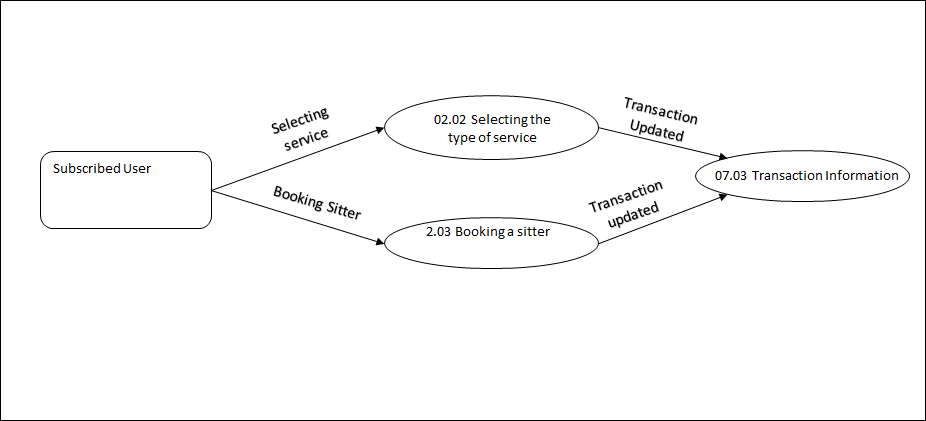 Subscribed User
Selecting
service
Booking Sitter
02.02 Selecting the
type of service
2.03 Booking a sitter
Transaction
Updated
Transaction
updated
07.03 Transaction Information